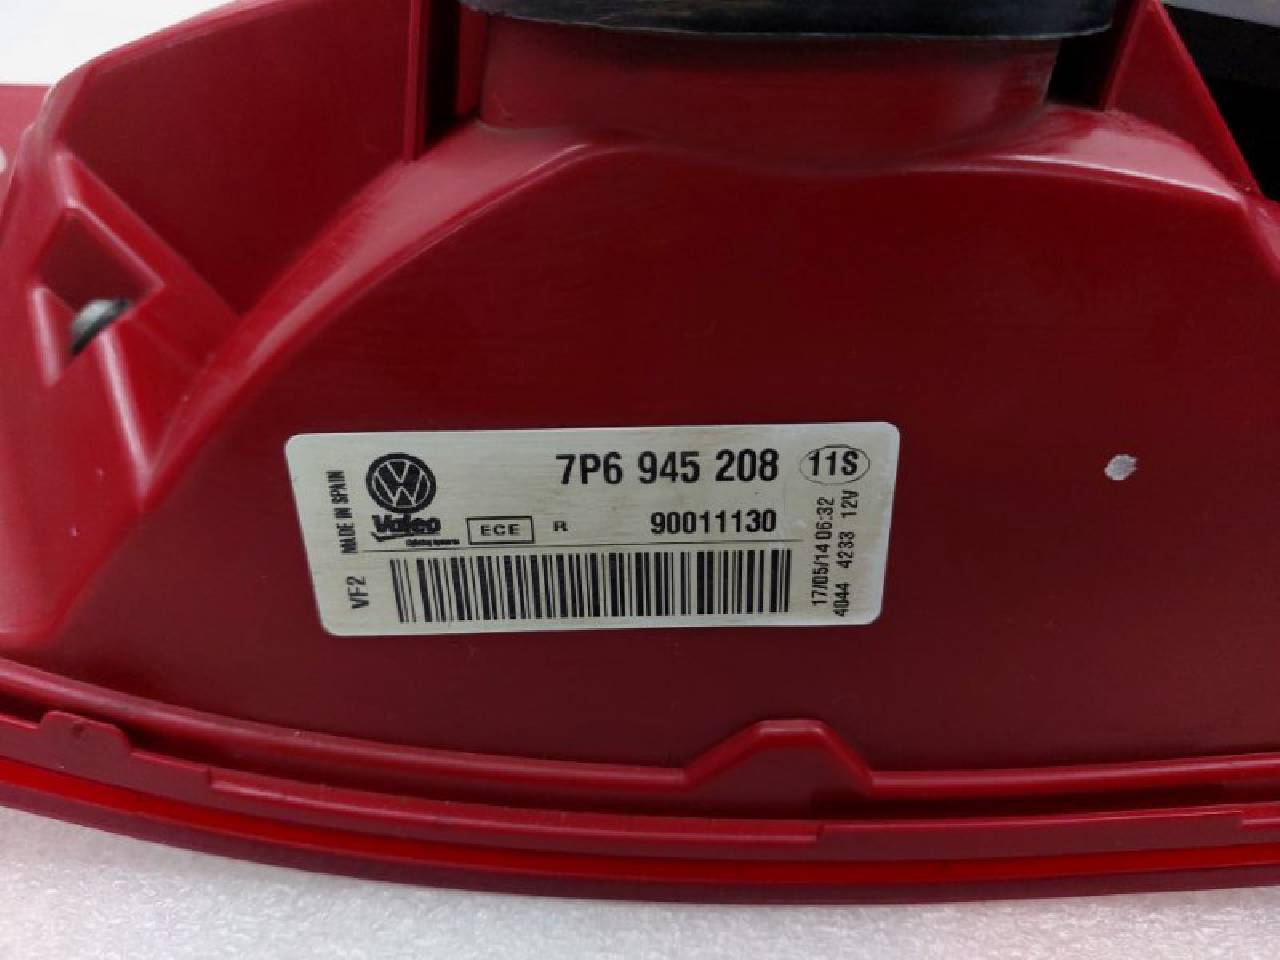 7P6 945 208 11S
MADE IN SPAIN
Valeo
ECE R 90011130
VF2
17/05/14 06:32
4044 4233 12V